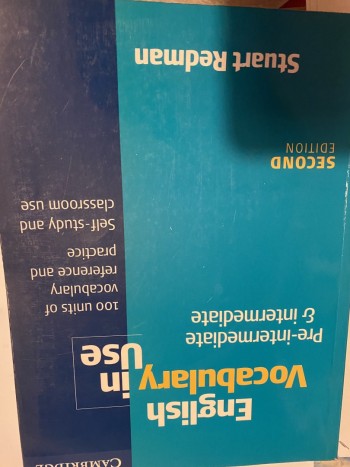 CAMBRIDGE
English
Vocabulary
in Use
Pre-intermediate
& intermediate
100 units of
vocabulary
reference and
practice
Self-study and
classroom use
SECOND
EDITION
Stuart Redman